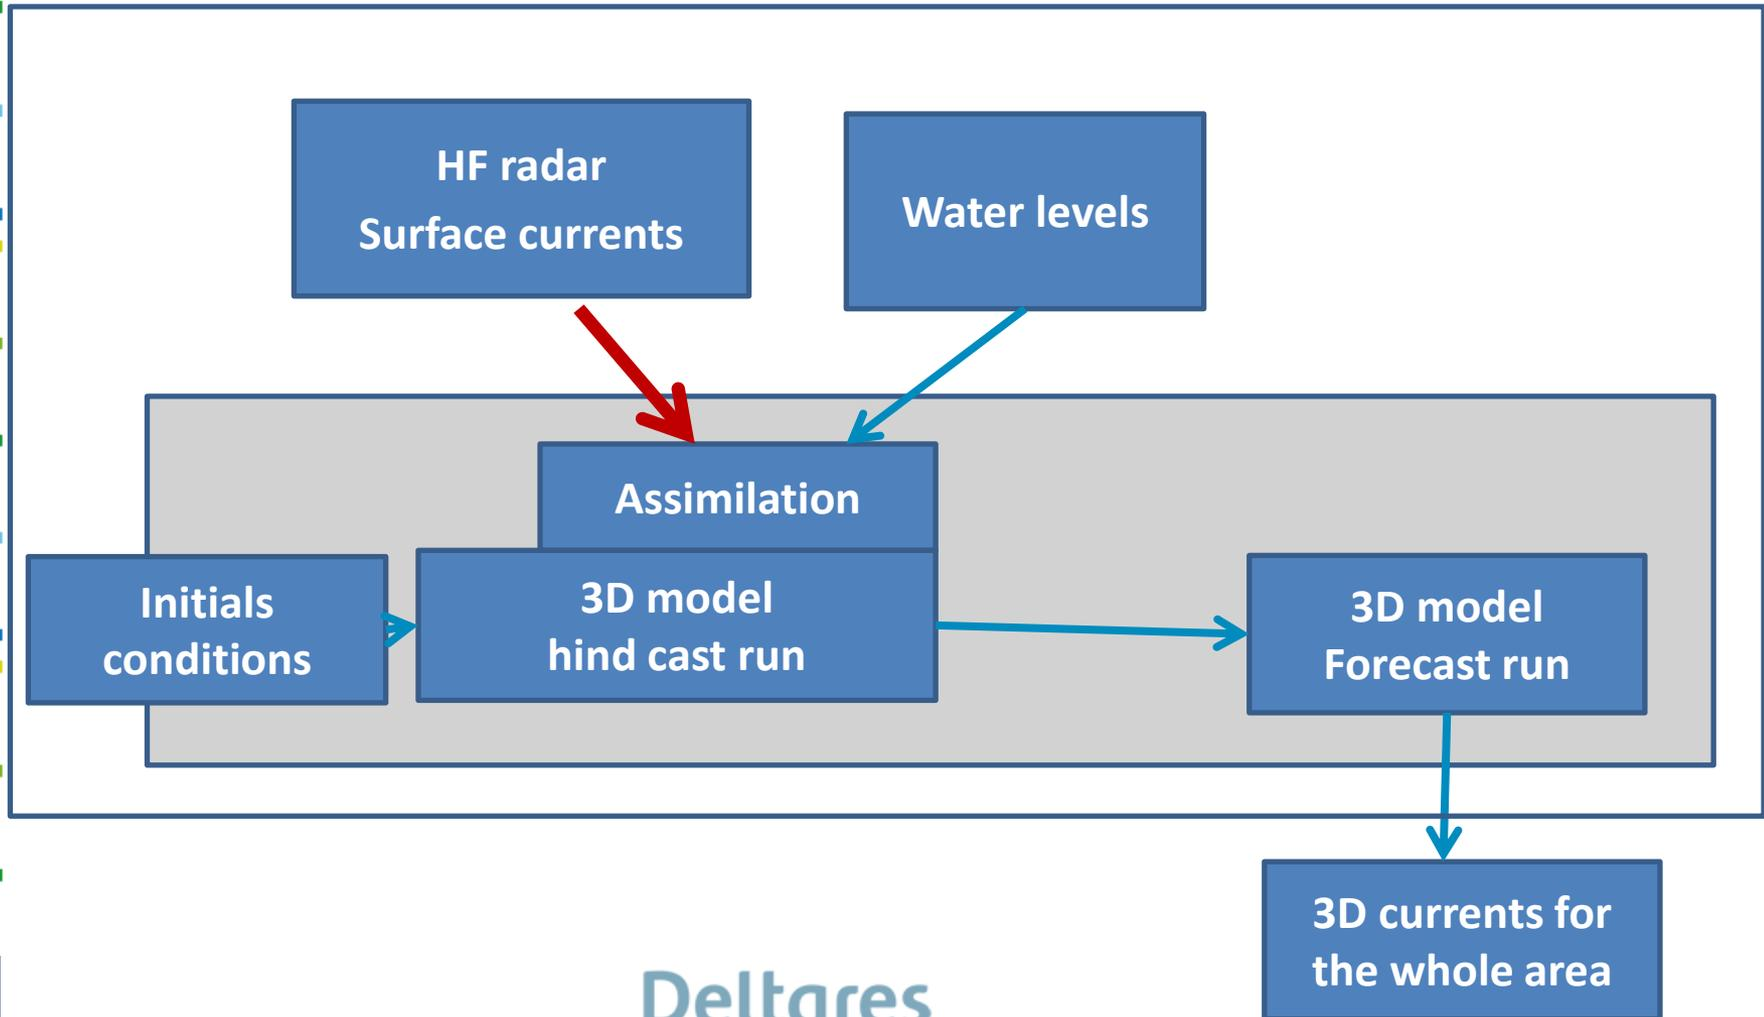 HF radar
Surface currents
Water levels
Assimilation
Initials
conditions
3D model
hind cast run
3D model
Forecast run
3D currents for
the whole area
Deltares